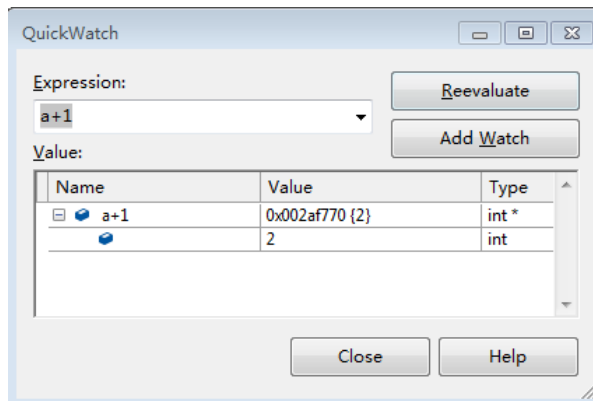 QuickWatch
Expression:
Reevaluate
a+1
Add Watch
Value:
Name Value Type
a+1 0x002af770 {2} int *
2 int
Close Help